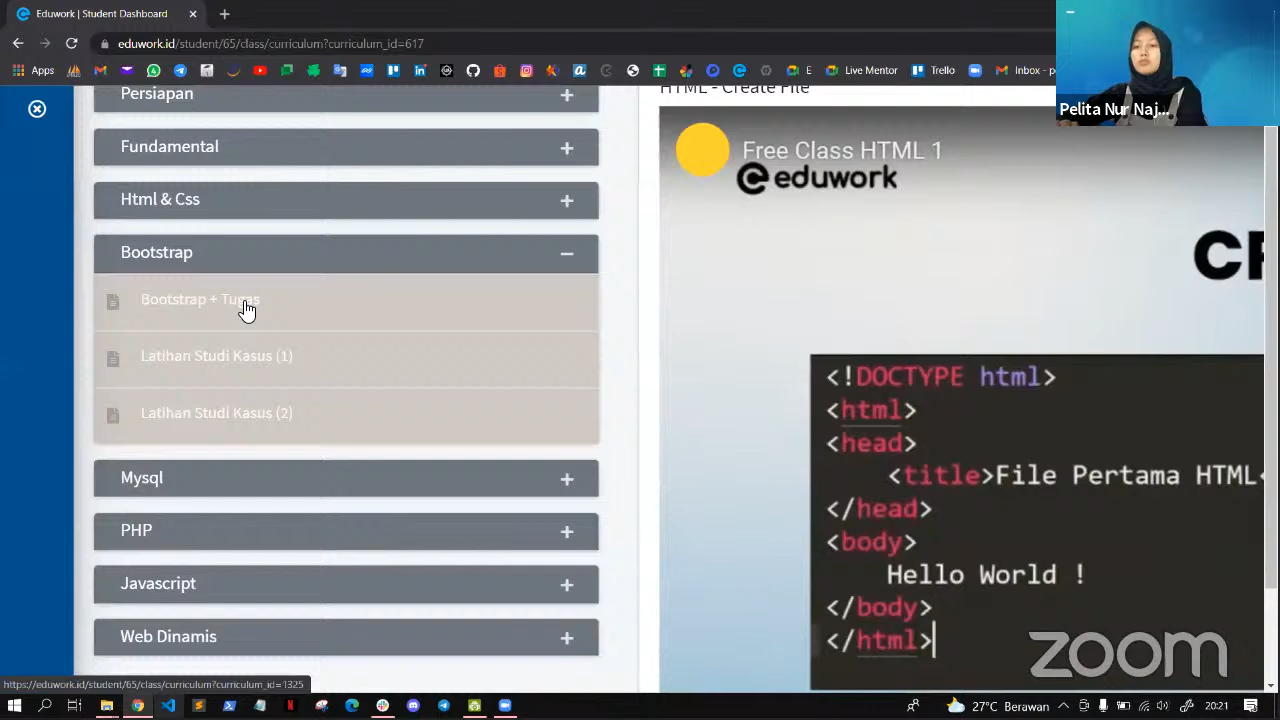 Eduwork | Student Dashboard
eduwork.id/student/65/class/curriculum?curriculum_id=617
Apps
E
Live Mentor
Trello
Inbox - p
Pelita Nur Naj...
Persiapan
Fundamental
Html & Css
Bootstrap
Bootstrap + Tugas
Latihan Studi Kasus (1)
Latihan Studi Kasus (2)
Mysql
PHP
Javascript
Web Dinamis
HTML - Create File
Free Class HTML 1
eduwork
<!DOCTYPE html>
<html>
<head>
<title>File Pertama HTML<
</head>
<body>
Hello World !
</body>
</html>
zoom
https://eduwork.id/student/65/class/curriculum?curriculum_id=1325
27°C Berawan
20:21